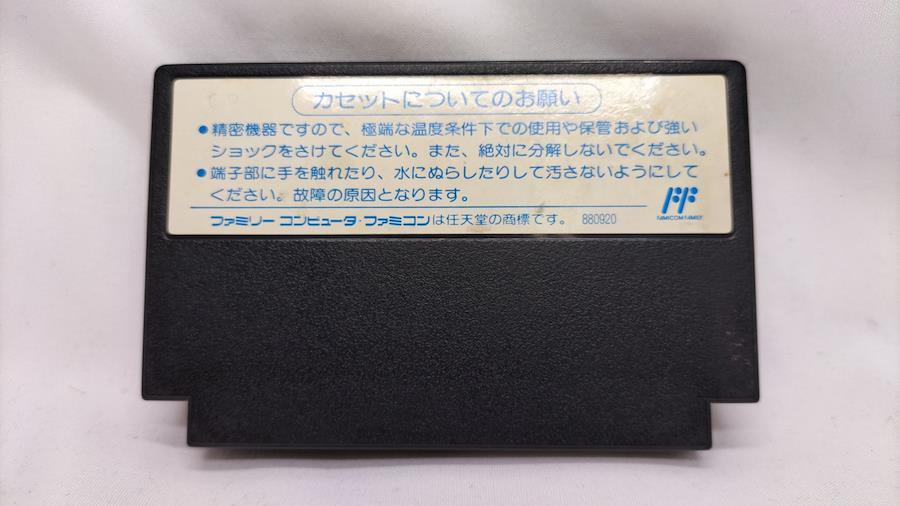 カセットについてのお願い
●精密機器ですので、極端な温度条件下での使用や保管および強い
ショックをさけてください。また、絶対に分解しないでください。
●端子部に手を触れたり、水にぬらしたりして汚さないようにして
ください。故障の原因となります。
FAMICOM FAMILY
ファミリー コンピュータ・ファミコンは任天堂の商標です。 880920